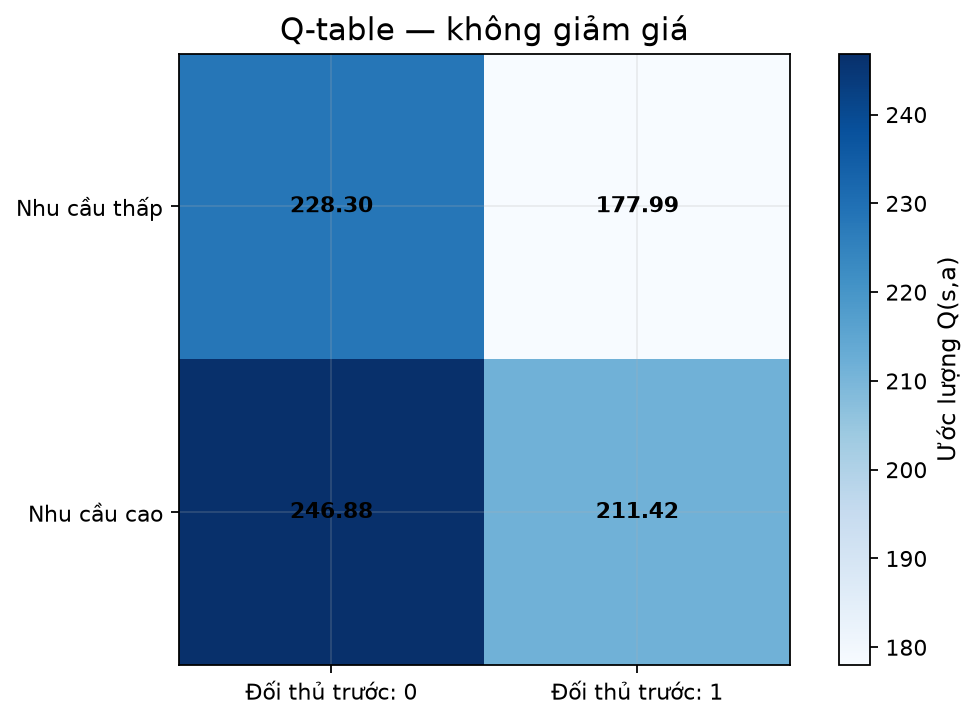 Q-table — không giảm giá
Nhu cầu thấp
228.30
177.99
Nhu cầu cao
246.88
211.42
Đối thủ trước: 0
Đối thủ trước: 1
240
230
220
210
200
190
180
Ước lượng Q(s,a)